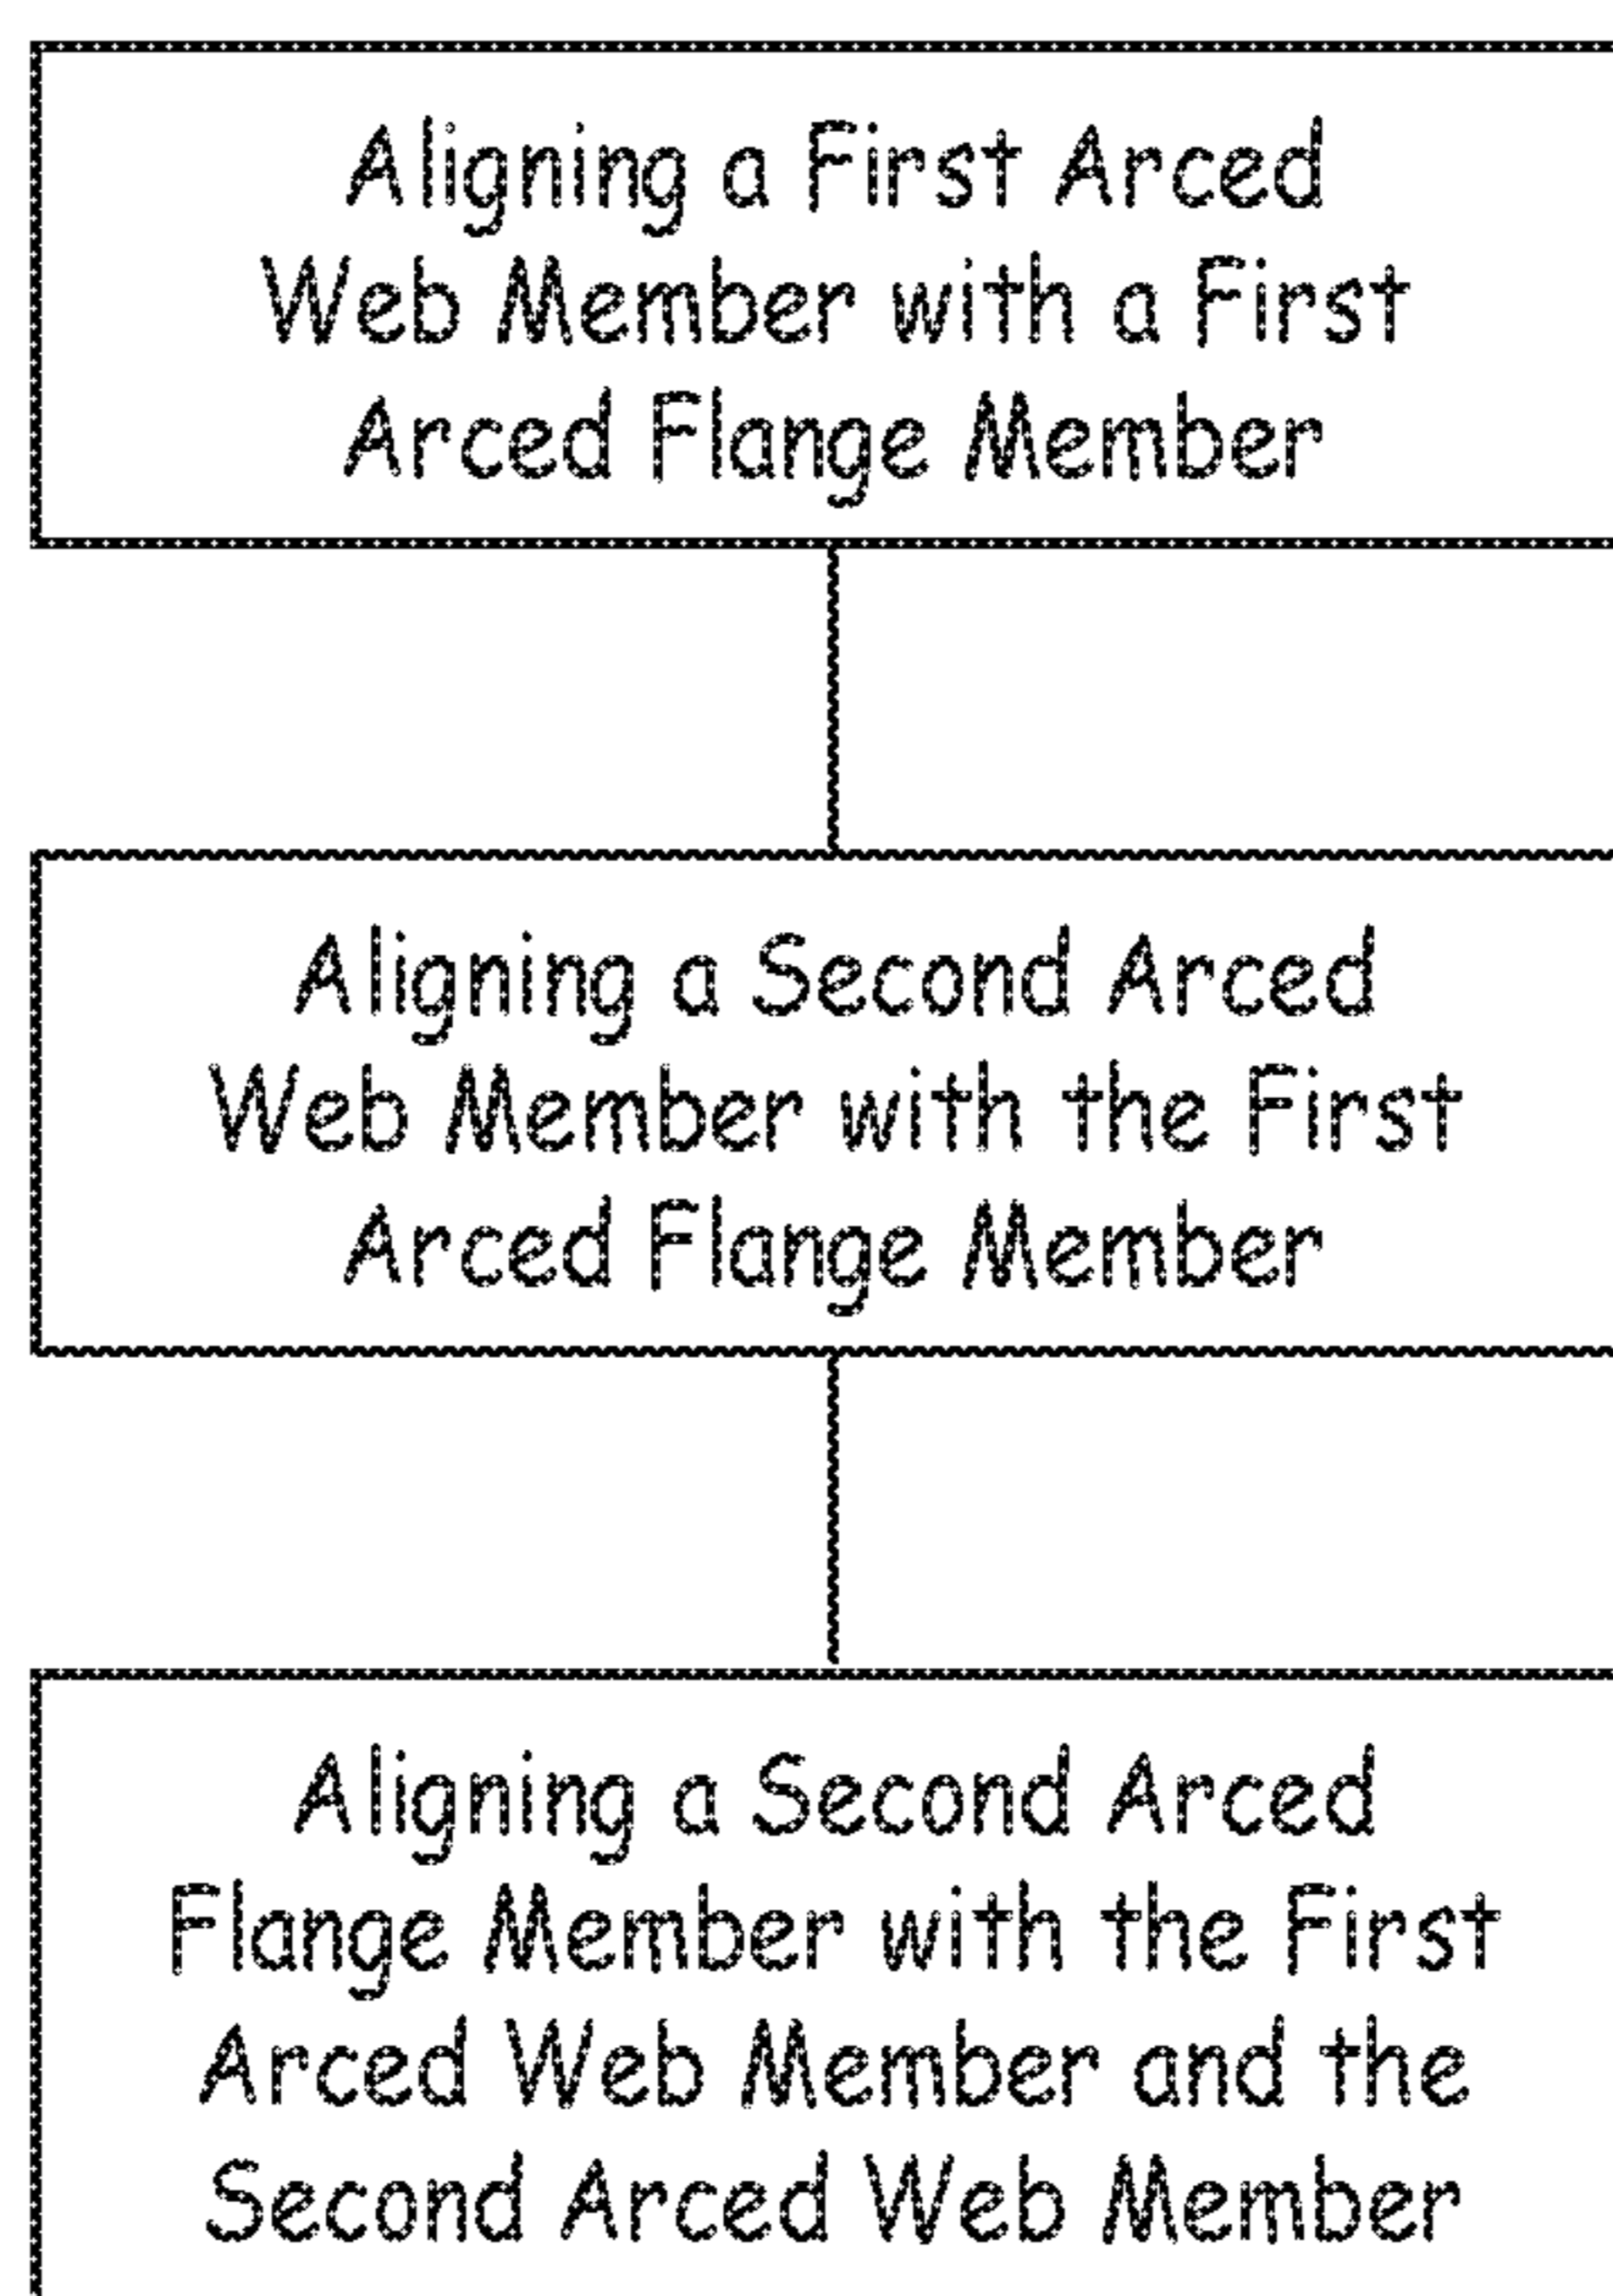 Aligning a First Arced
Web Member with a First
Arced Flange Member
Aligning a Second Arced
Web Member with the First
Arced Flange Member
Aligning a Second Arced
Flange Member with the First
Arced Web Member and the
Second Arced Web Member